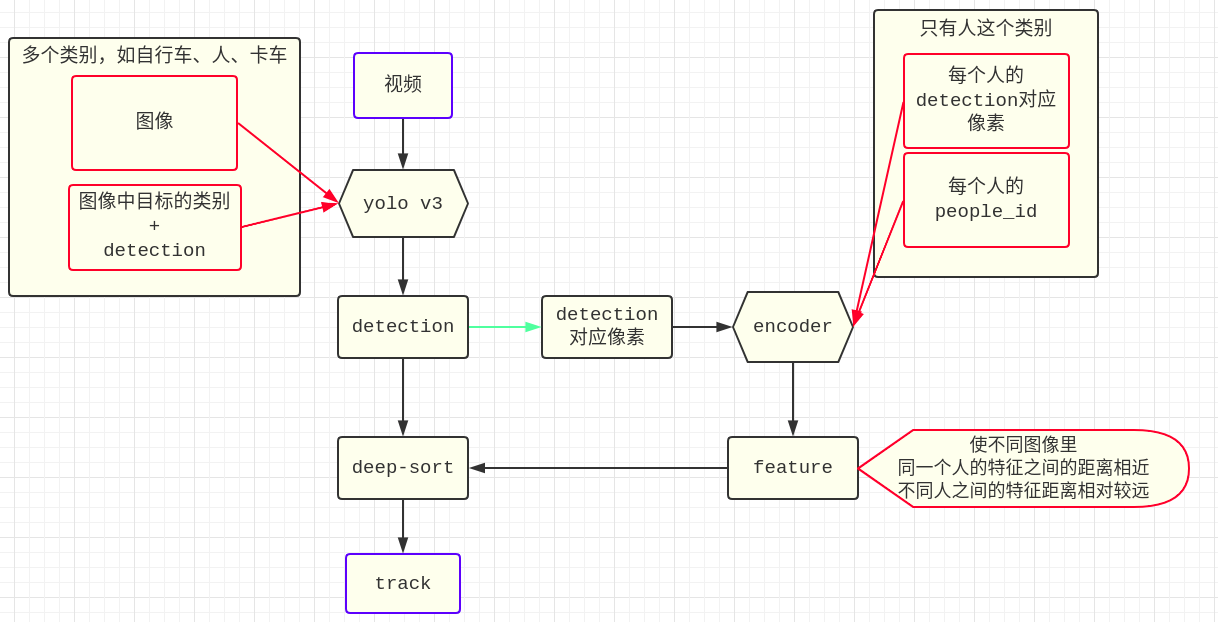 多个类别，如自行车、人、卡车
图像
图像中目标的类别
+
detection
视频
yolo v3
只有人这个类别
每个人的
detection对应
像素
每个人的
people_id
detection
detection
对应像素
encoder
deep-sort
feature
使不同图像里
同一个人的特征之间的距离相近
不同人之间的特征距离相对较远
track